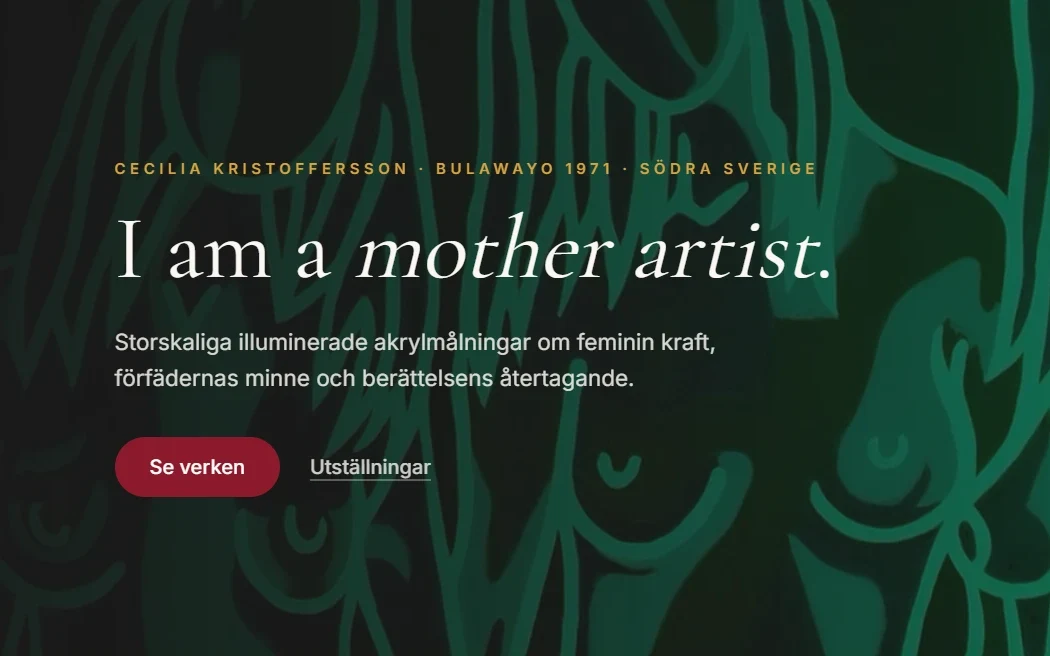 CECILIA KRISTOFFERSSON · BULAWAYO 1971 · SÖDRA SVERIGE
I am a mother artist.
Storskaliga illuminerade akrylmålningar om feminin kraft,
förfädernas minne och berättelsens återtagande.
Se verken
Utställningar